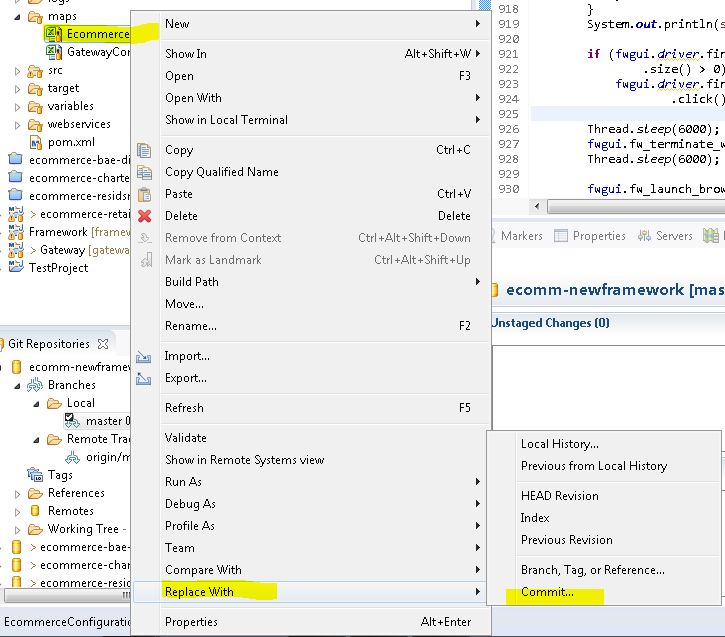 logs
maps
Ecommerce
GatewayCor
src
target
variables
webservices
pom.xml
ecommerce-bae-di
ecommerce-charte
ecommerce-residsr
> ecommerce-retai
Framework [framew
> Gateway [gatewa
TestProject
Git Repositories
ecomm-newframew
Branches
Local
master 0
Remote Trac
origin/m
Tags
References
Remotes
Working Tree -
> ecommerce-bae-
> ecommerce-char
> ecommerce-resid
EcommerceConfiguratio
New
Show In Alt+Shift+W
Open F3
Open With
Show in Local Terminal
Copy Ctrl+C
Copy Qualified Name
Paste Ctrl+V
Delete Delete
Remove from Context Ctrl+Alt+Shift+Down
Mark as Landmark Ctrl+Alt+Shift+Up
Build Path
Move...
Rename... F2
Import...
Export...
Refresh F5
Validate
Show in Remote Systems view
Run As
Debug As
Profile As
Team
Compare With
Replace With
Properties Alt+Enter
918 }
919 System.out.println(s
920
921 if (fwgui.driver.fin
922 .size() > 0)
923 fwgui.driver.fin
924 .click()
925
926 Thread.sleep(6000);
927 fwgui.fw_terminate_w
928 Thread.sleep(6000);
929
930 fwgui.fw_launch_brow
Markers Properties Servers
ecomm-newframework [mas
Unstaged Changes (0)
Local History...
Previous from Local History
HEAD Revision
Index
Previous Revision
Branch, Tag, or Reference...
Commit...